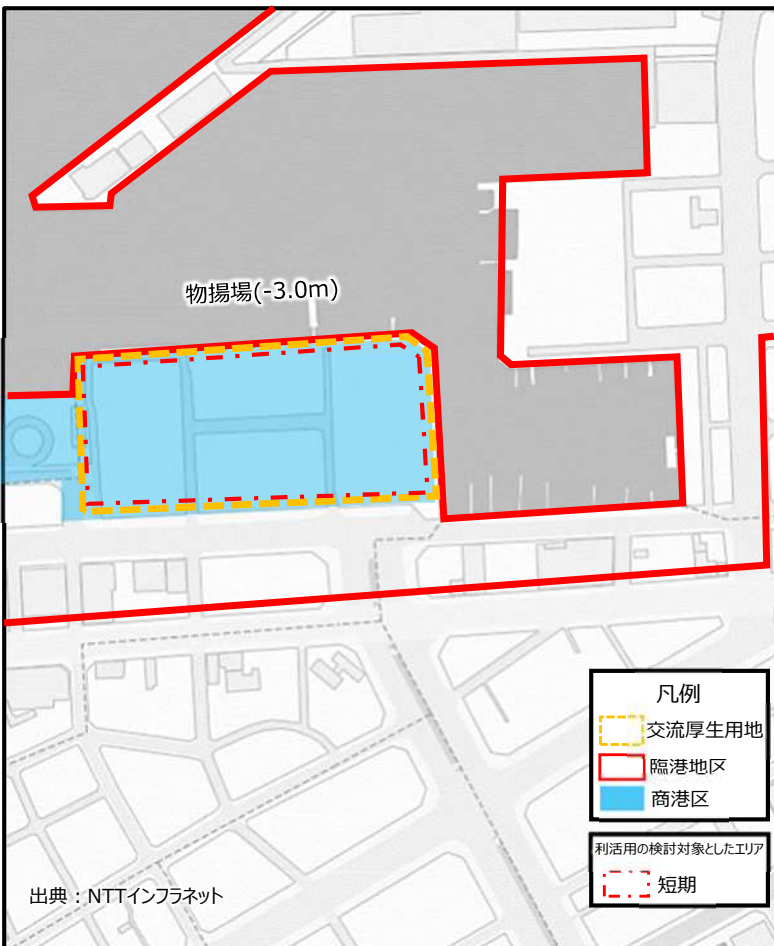 物揚場(-3.0m)
凡例
交流厚生用地
臨港地区
商港区
利活用の検討対象としたエリア
短期
出典：NTTインフラネット